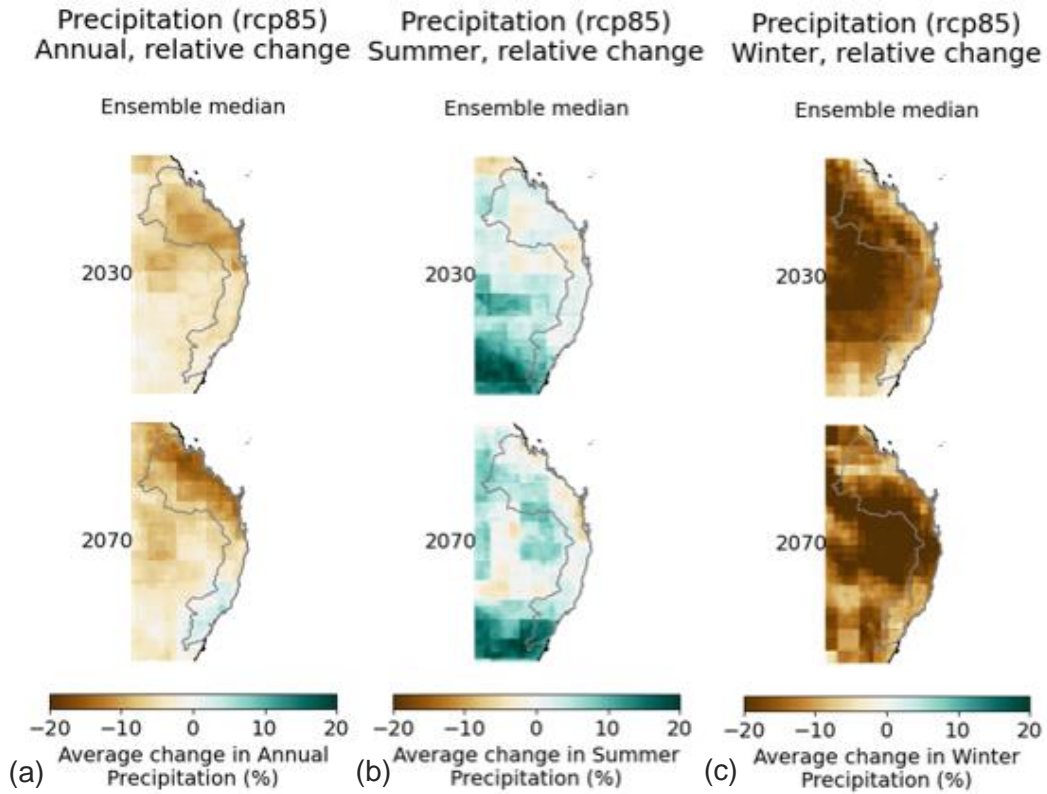 Precipitation (rcp85)
Annual, relative change
Ensemble median
2030
2070
−20 −10 0 10 20
Average change in Annual
Precipitation (%)
(a)
Precipitation (rcp85)
Summer, relative change
Ensemble median
2030
2070
−20 −10 0 10 20
Average change in Summer
Precipitation (%)
(b)
Precipitation (rcp85)
Winter, relative change
Ensemble median
2030
2070
−20 −10 0 10 20
Average change in Winter
Precipitation (%)
(c)